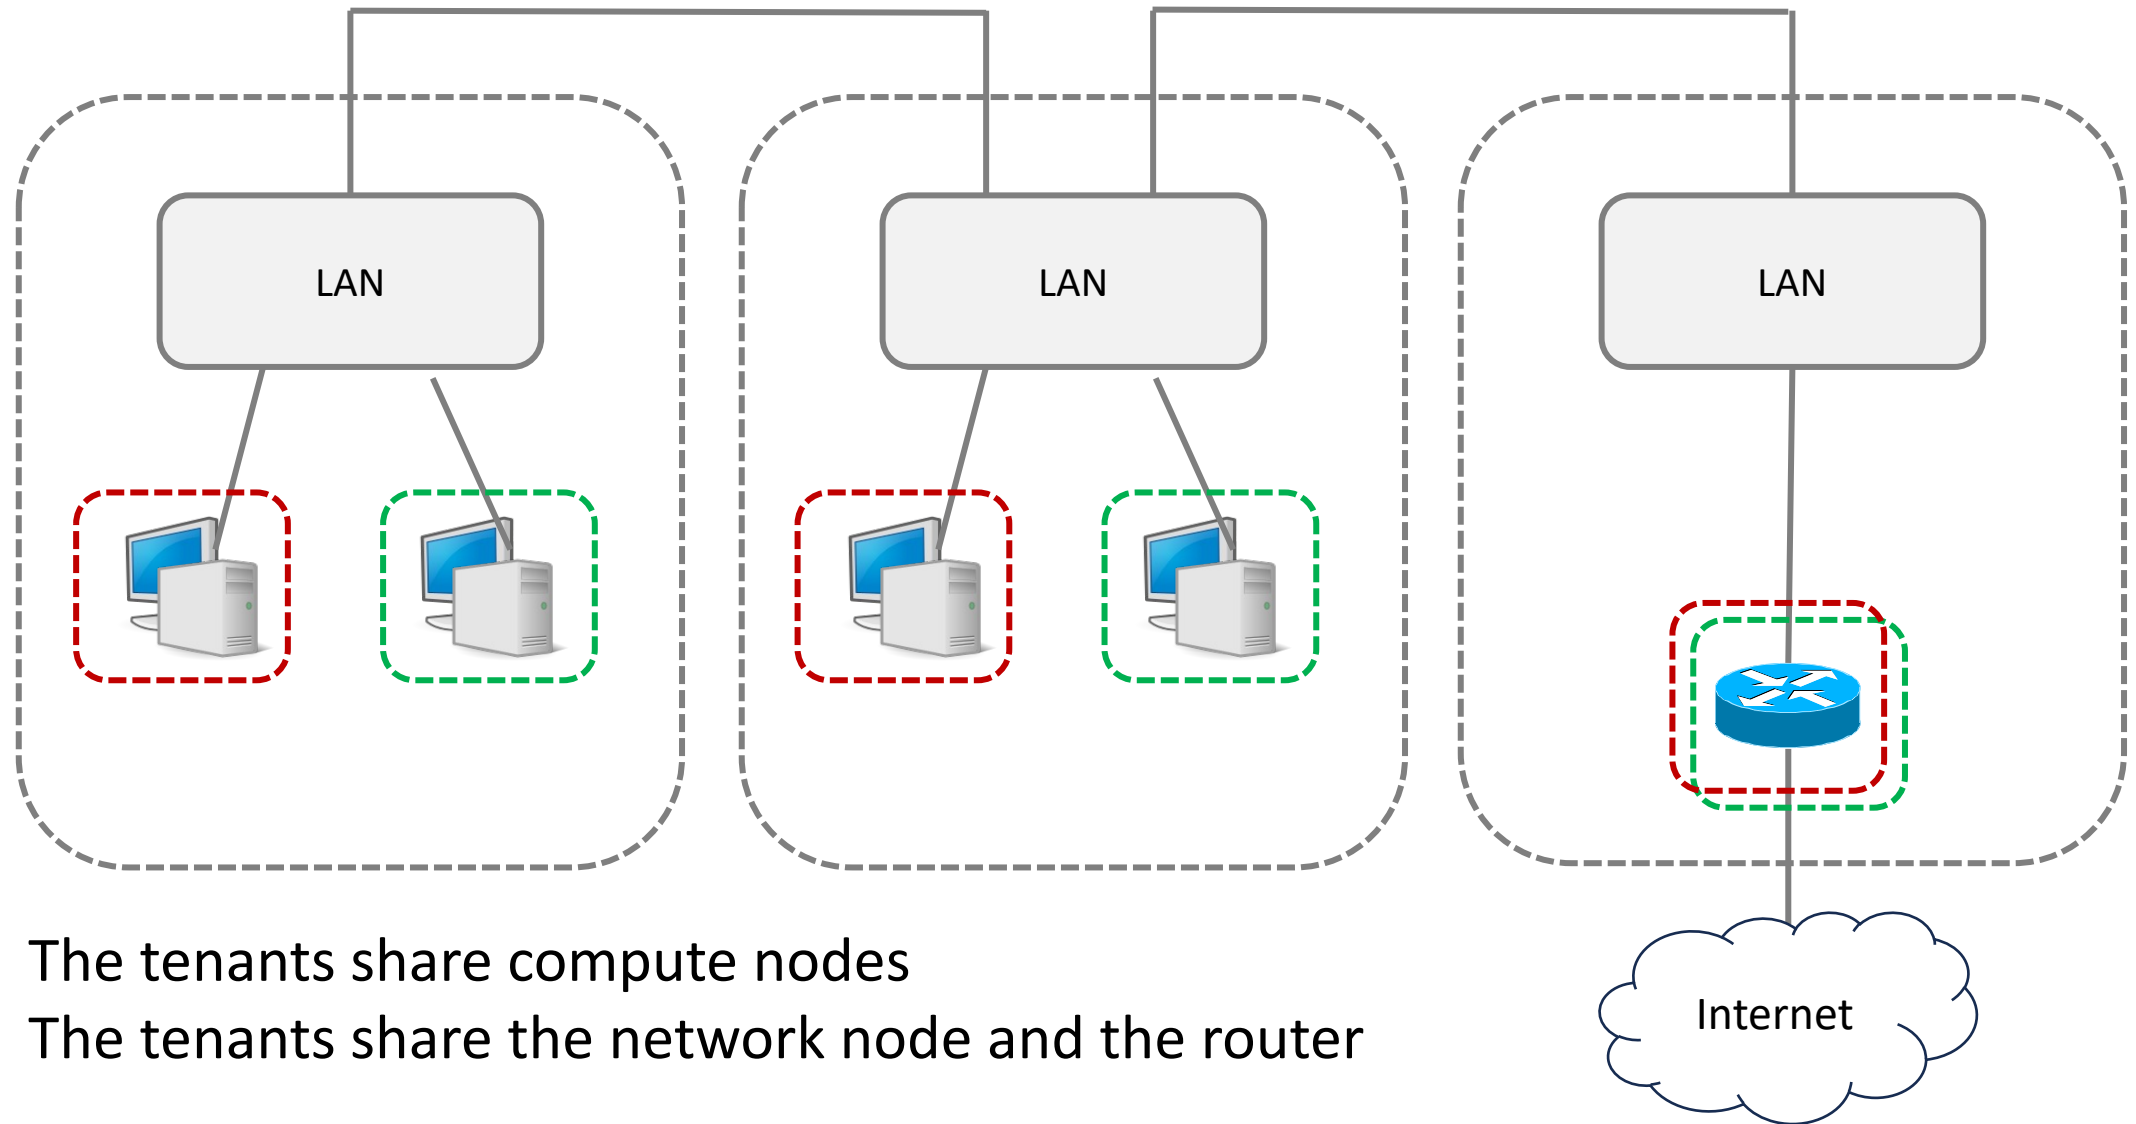 LAN
LAN
LAN
The tenants share compute nodes
The tenants share the network node and the router
Internet